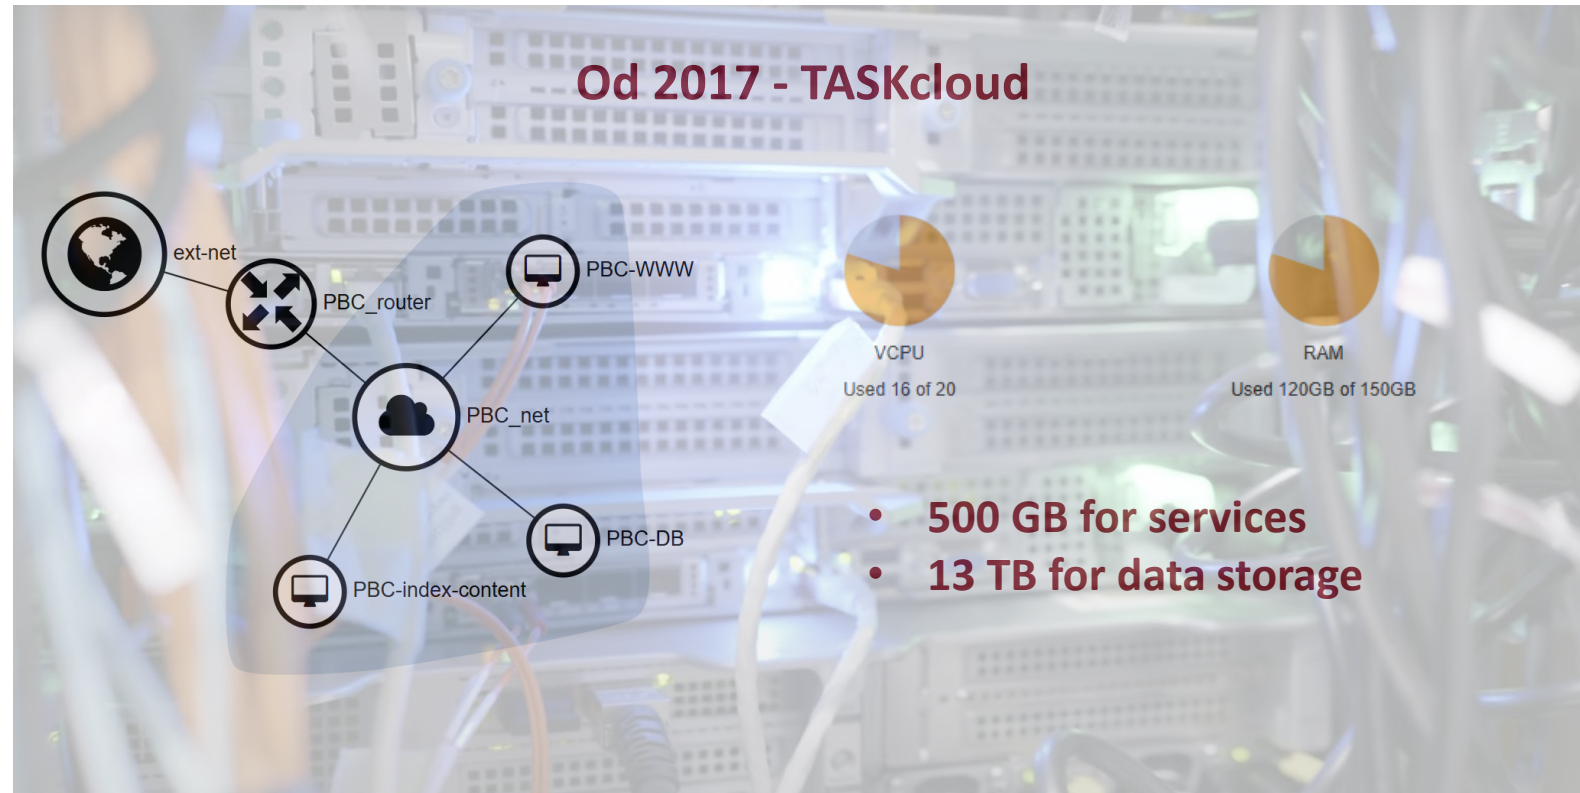 Od 2017 - TASKcloud
ext-net
PBC_router
PBC-WWW
PBC_net
PBC-DB
PBC-index-content
VCPU
Used 16 of 20
RAM
Used 120GB of 150GB
• 500 GB for services
• 13 TB for data storage